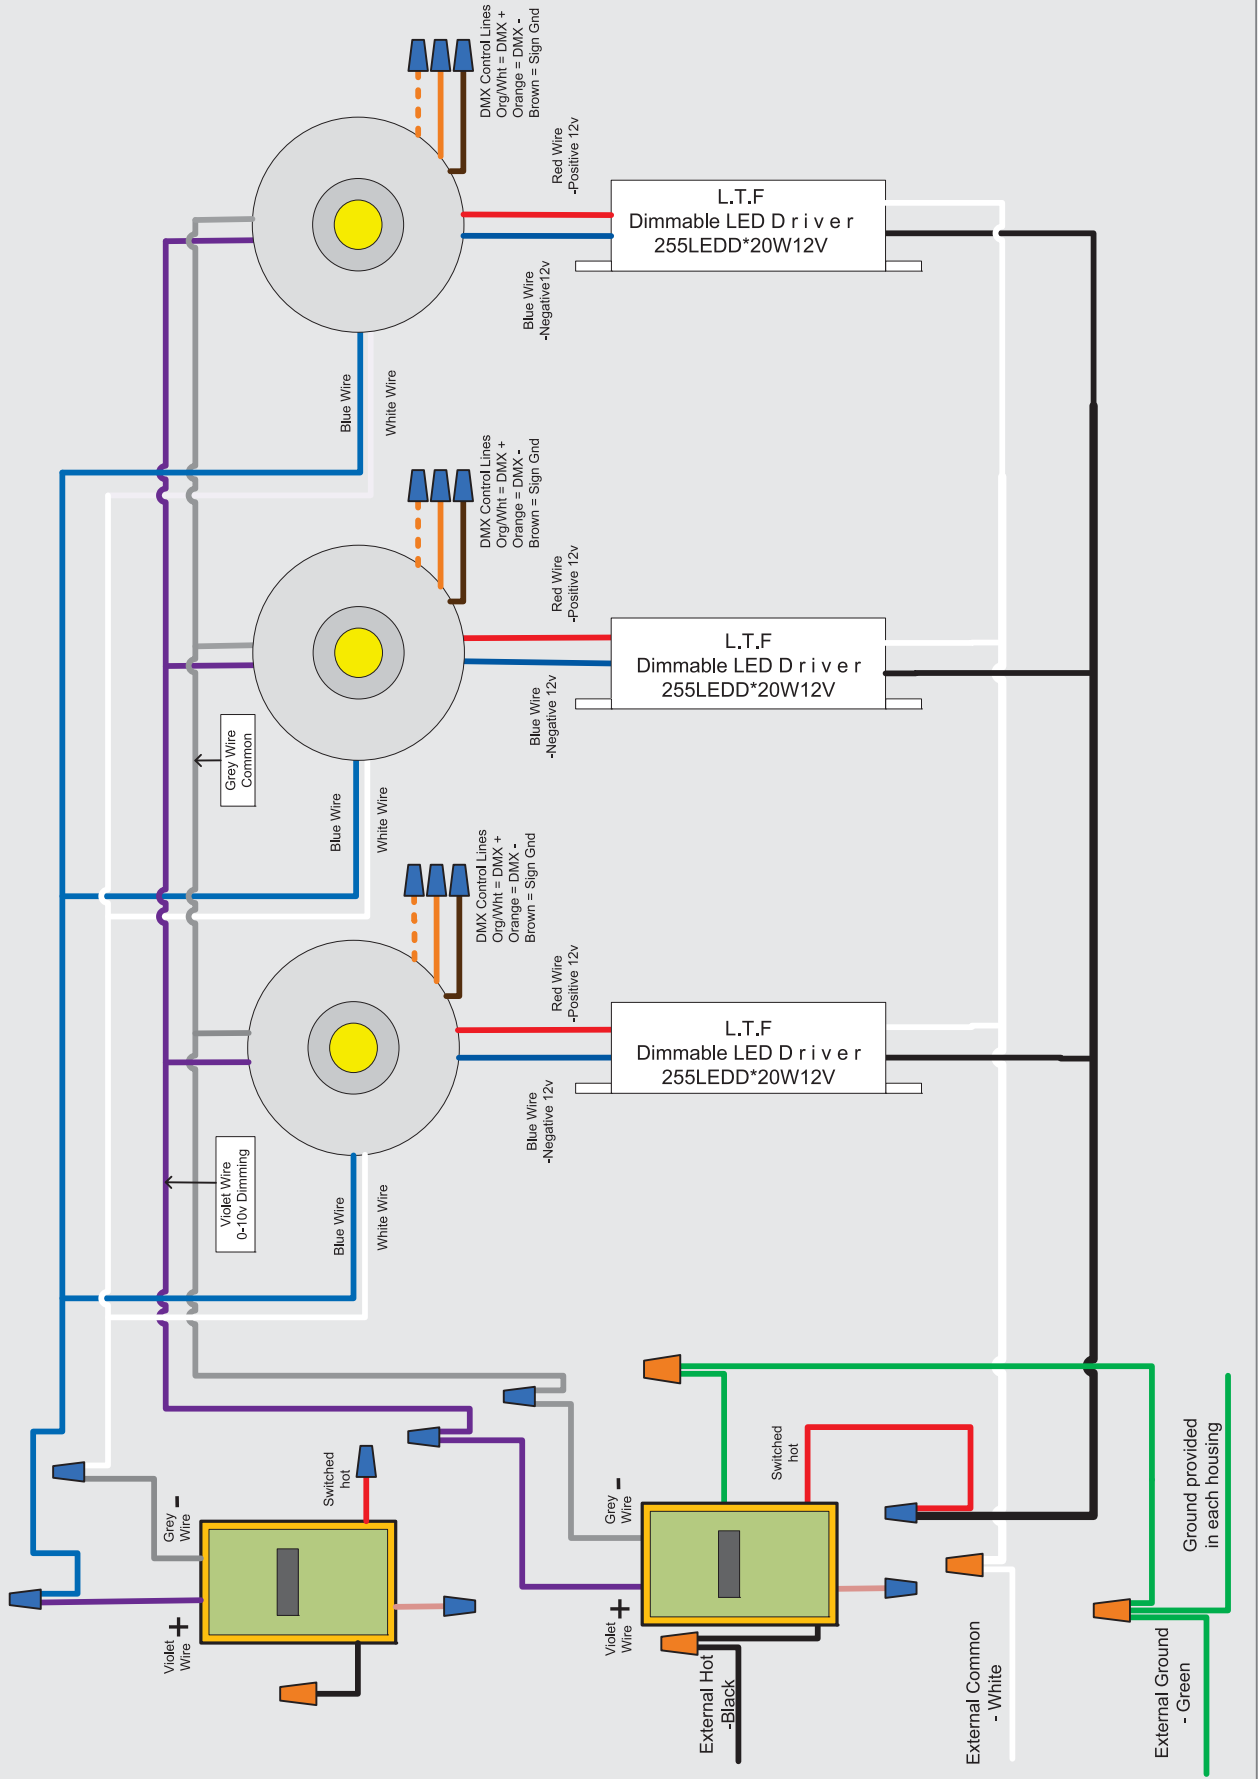 DMX Control Lines
Org/Wht = DMX +
Orange = DMX -
Brown = Sign Gnd
Red Wire
-Positive 12v
L.T.F
Dimmable LED D r i v e r
255LEDD*20W12V
Blue Wire
-Negative12v
Blue Wire
White Wire
DMX Control Lines
Org/Wht = DMX +
Orange = DMX -
Brown = Sign Gnd
Red Wire
-Positive 12v
L.T.F
Dimmable LED D r i v e r
255LEDD*20W12V
Blue Wire
-Negative 12v
Grey Wire
Common
Blue Wire
White Wire
DMX Control Lines
Org/Wht = DMX +
Orange = DMX -
Brown = Sign Gnd
Red Wire
-Positive 12v
L.T.F
Dimmable LED D r i v e r
255LEDD*20W12V
Blue Wire
-Negative 12v
Violet Wire
0-10v Dimming
Blue Wire
White Wire
Switched
hot
Grey -
Wire
Violet +
Wire
Switched
hot
Grey -
Wire
Violet +
Wire
External Hot
-Black
External Common
- White
External Ground
- Green
Ground provided
in each housing